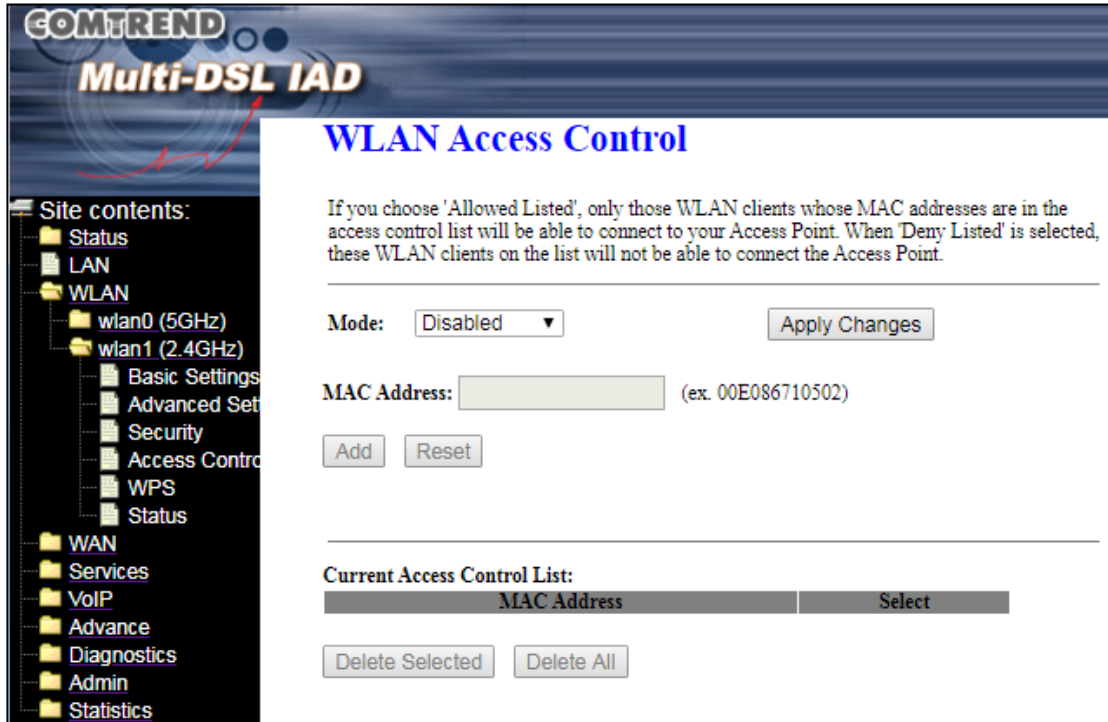 COMTREND
Multi-DSL IAD
Site contents:
Status
LAN
WLAN
wlan0 (5GHz)
wlan1 (2.4GHz)
Basic Settings
Advanced Set
Security
Access Contro
WPS
Status
WAN
Services
VoIP
Advance
Diagnostics
Admin
Statistics
WLAN Access Control
If you choose 'Allowed Listed', only those WLAN clients whose MAC addresses are in the
access control list will be able to connect to your Access Point. When 'Deny Listed' is selected,
these WLAN clients on the list will not be able to connect the Access Point.
Mode: Disabled Apply Changes
MAC Address: (ex. 00E086710502)
Add Reset
Current Access Control List:
MAC Address Select
Delete Selected Delete All